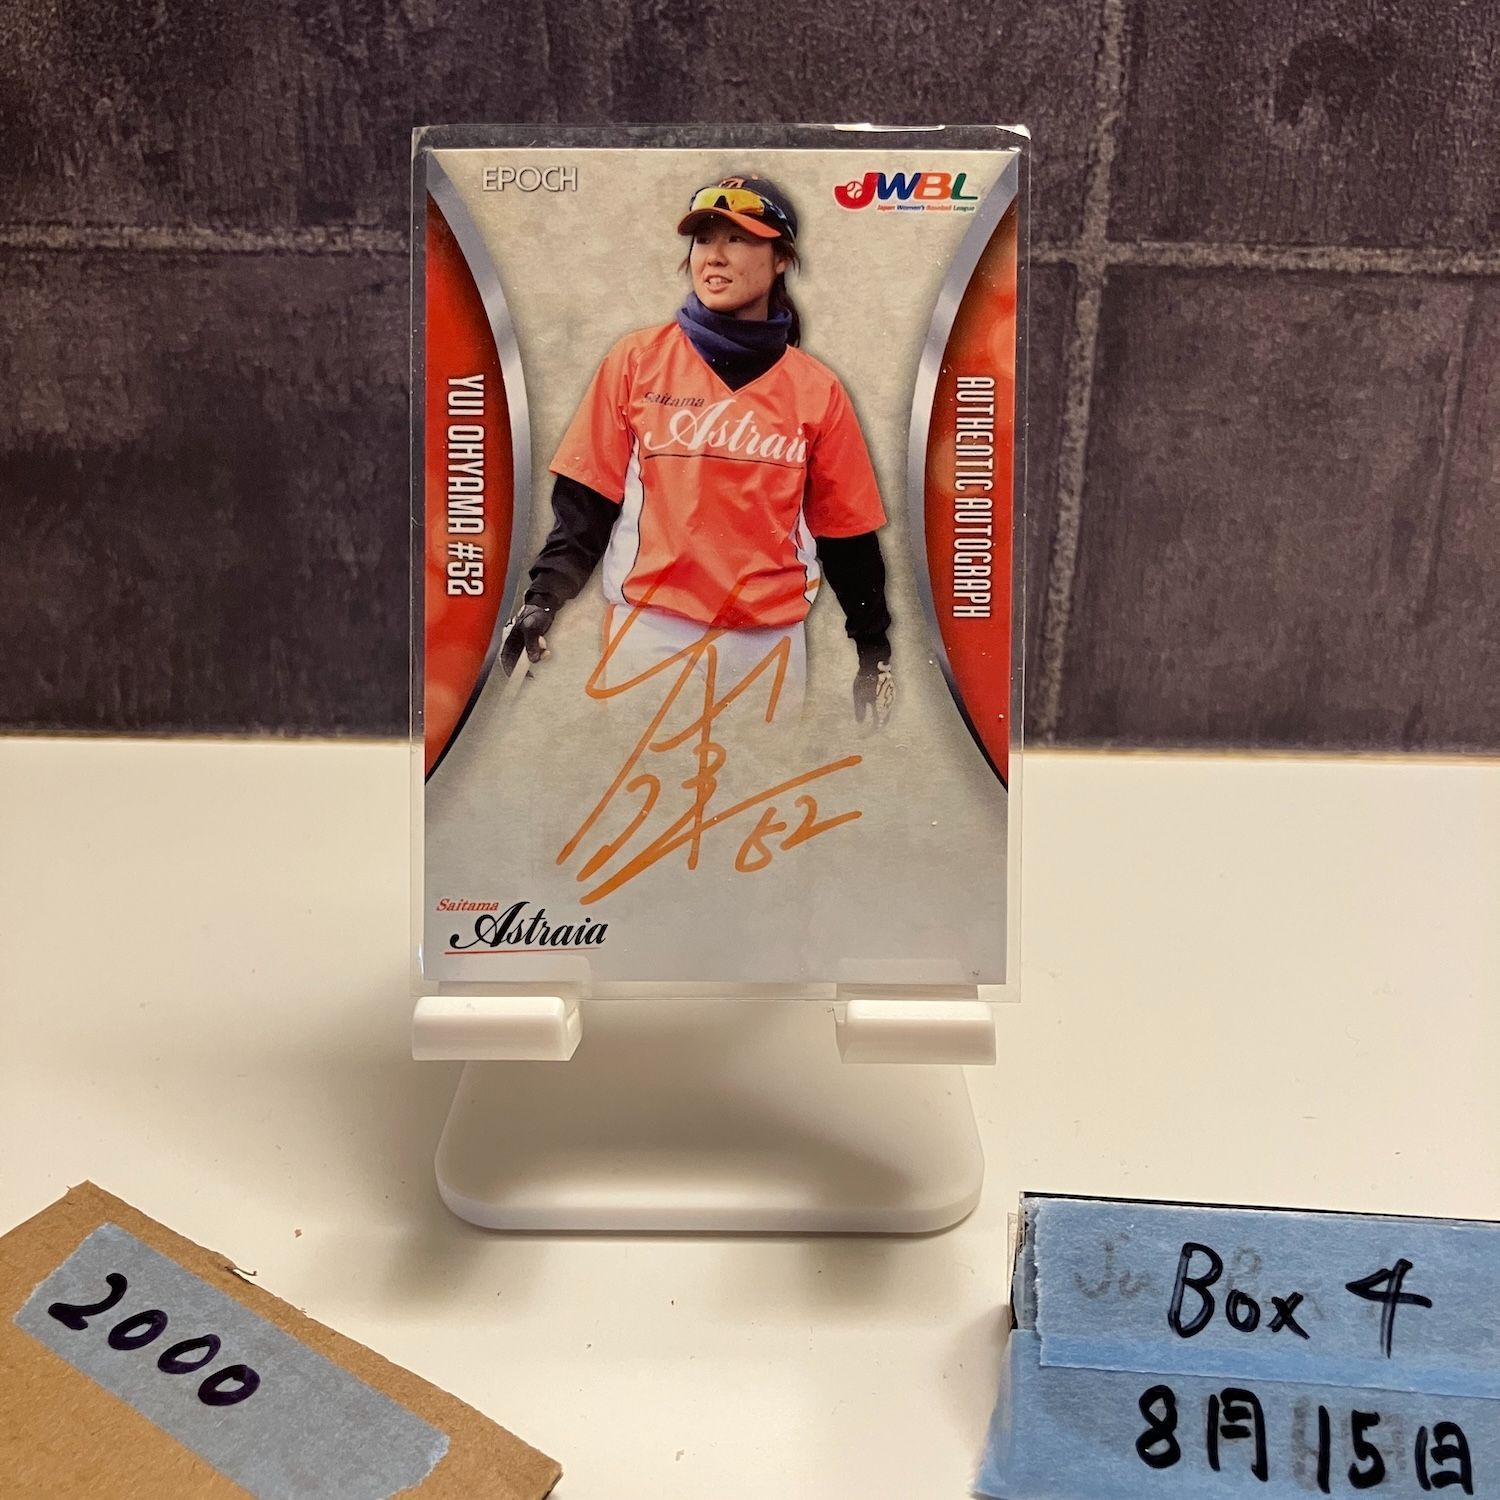 EPOCH
JWBL
Japan Women's Baseball League
YUI OHYAMA #52
AUTHENTIC AUTOGRAPH
Saitama
Astraia
52
Saitama
Astraia
2000
Box 4
8月15日